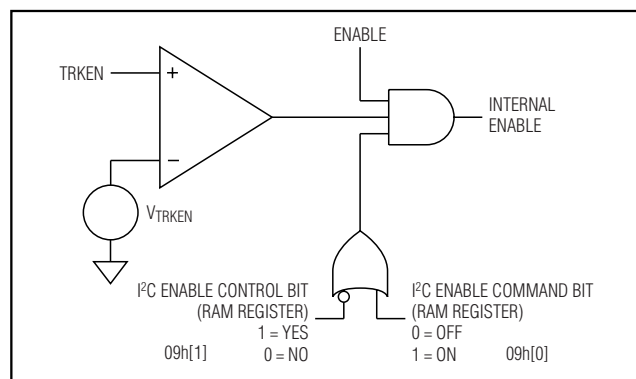 ENABLE
TRKEN
+
INTERNAL
ENABLE
−
VTRKEN
I²C ENABLE CONTROL BIT
(RAM REGISTER)
1 = YES
09h[1] 0 = NO
I²C ENABLE COMMAND BIT
(RAM REGISTER)
0 = OFF
1 = ON 09h[0]